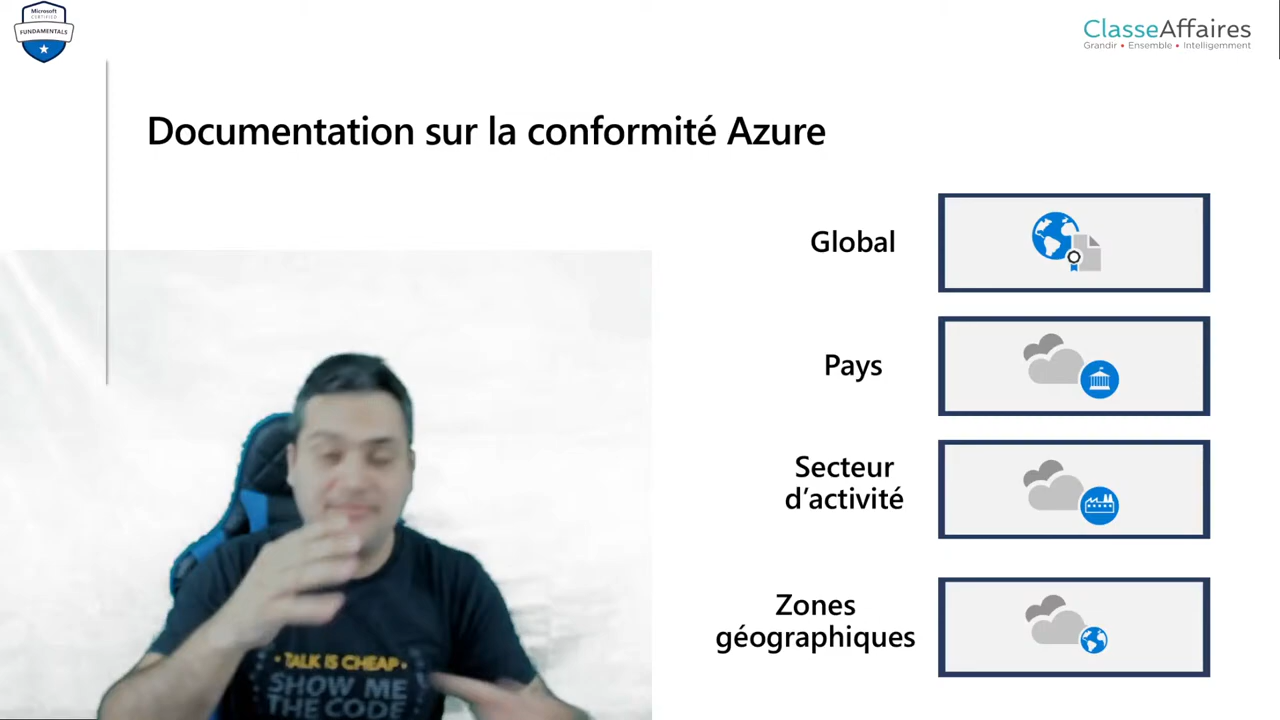 Microsoft
CERTIFIED
FUNDAMENTALS
ClasseAffaires
Grandir • Ensemble • Intelligemment
Documentation sur la conformité Azure
Global
Pays
Secteur
d’activité
Zones
géographiques
• TALK IS CHEAP •
SHOW ME
THE CODE